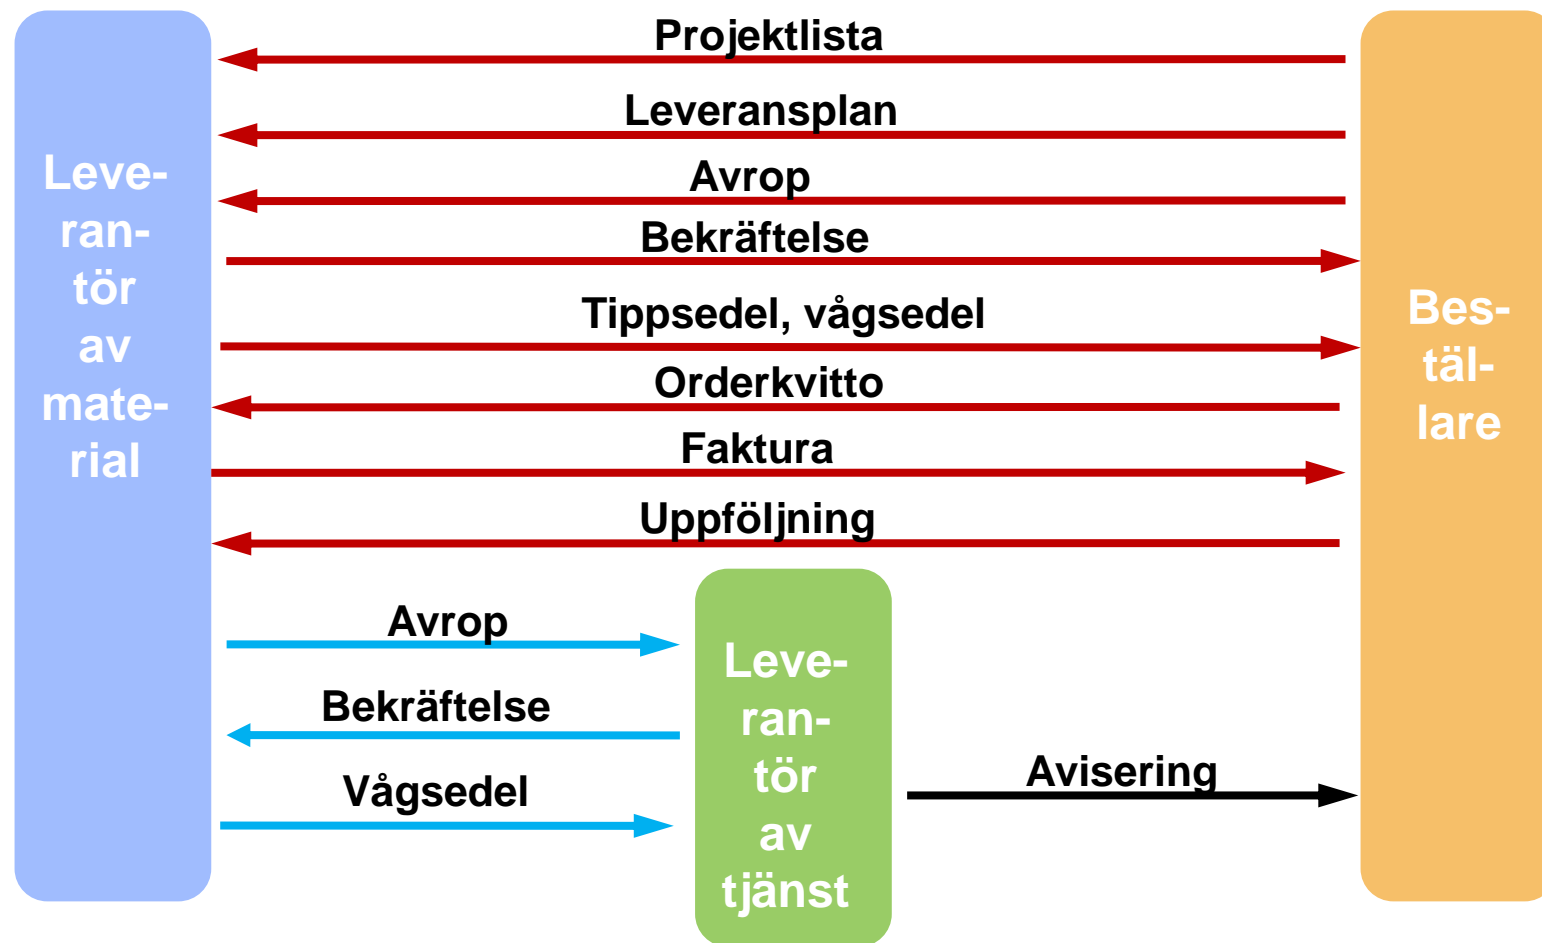 Projektlista
Leveransplan
Avrop
Bekräftelse
Tippsedel, vågsedel
Orderkvitto
Faktura
Uppföljning
Leve-
ran-
tör
av
mate-
rial
Bes-
täl-
lare
Avrop
Bekräftelse
Vågsedel
Leve-
ran-
tör
av
tjänst
Avisering